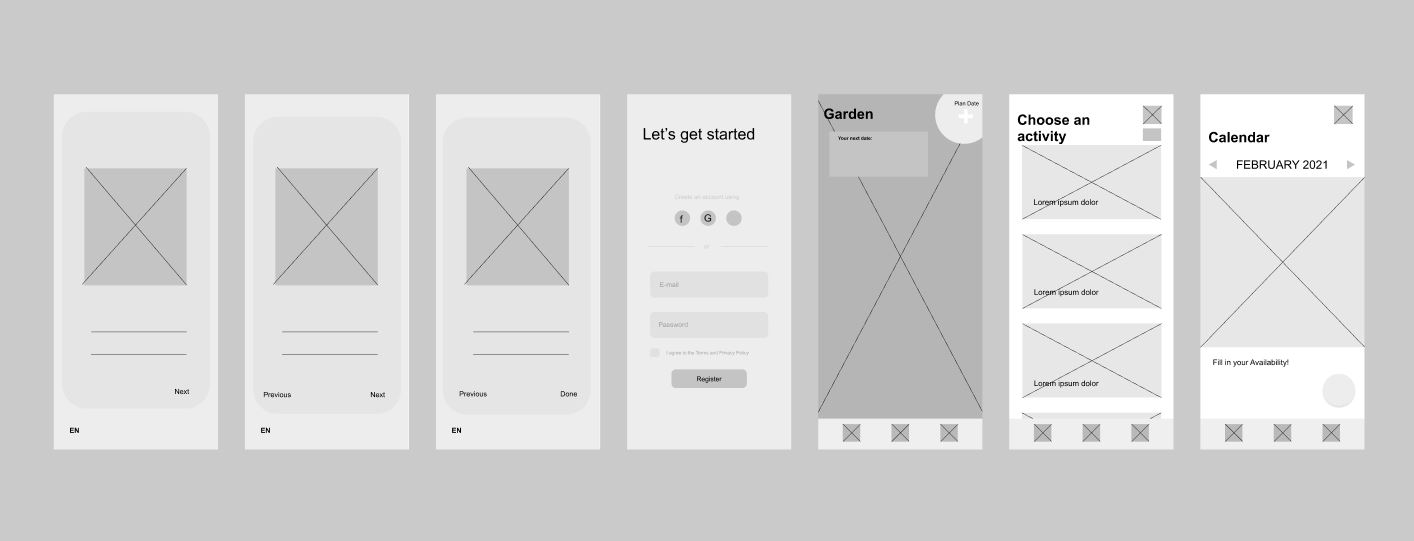 Next
EN
Previous
Next
EN
Previous
Done
EN
Let's get started
Create an account using
f
G
or
E-mail
Password
I agree to the Terms and Privacy Policy
Register
Garden
Plan Date
+
Your next date:
Choose an
activity
Lorem ipsum dolor
Lorem ipsum dolor
Lorem ipsum dolor
Calendar
FEBRUARY 2021
Fill in your Availability!